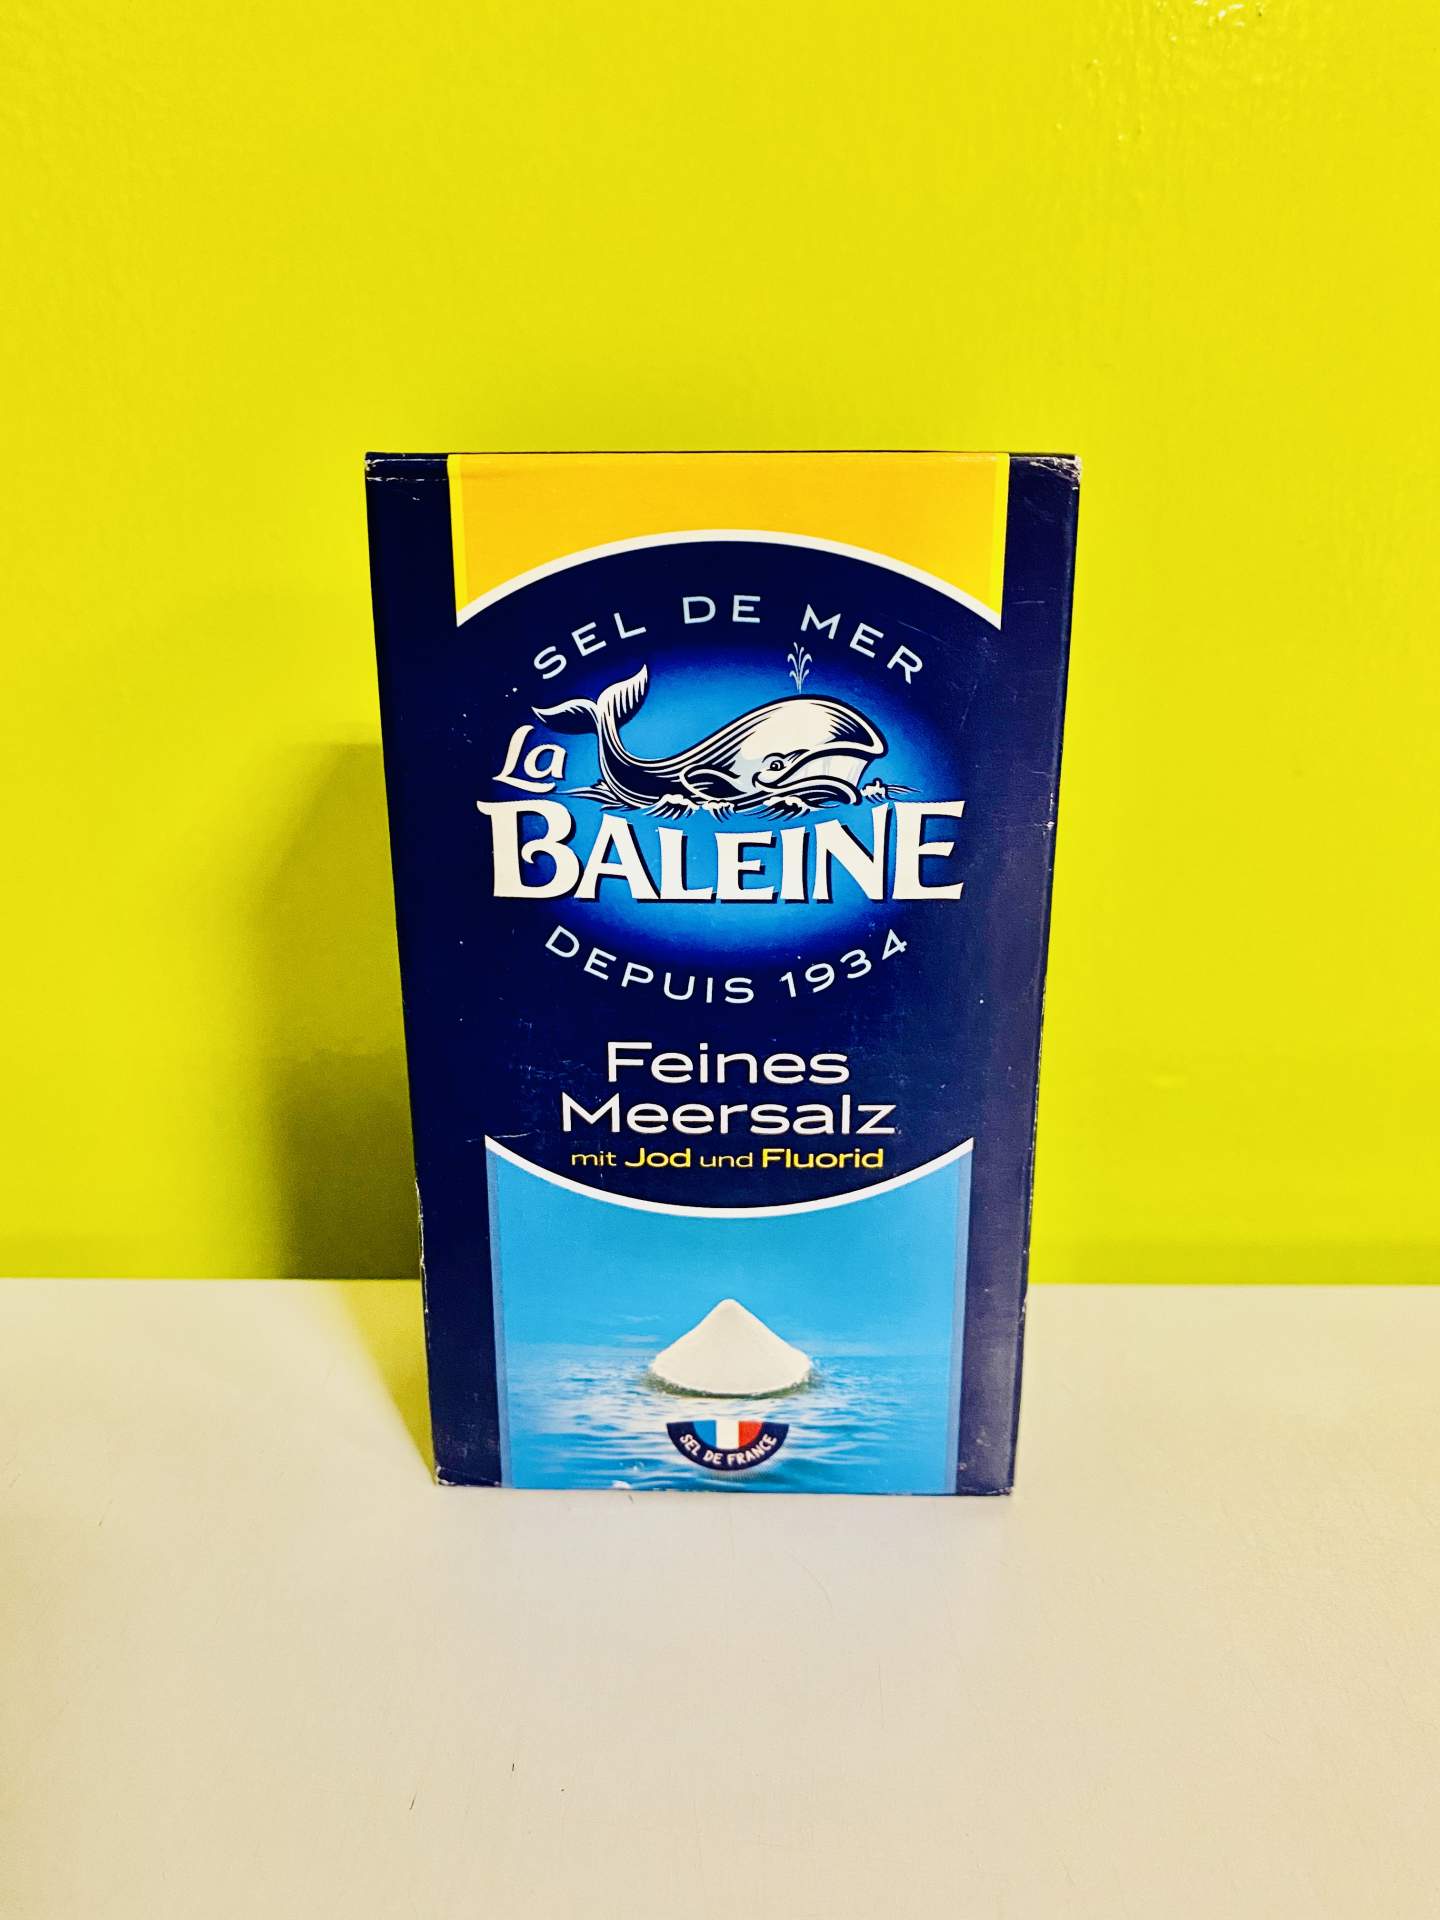 SEL DE MER
La
BALEINE
DEPUIS 1934
Feines
Meersalz
mit Jod und Fluorid
SEL DE FRANCE